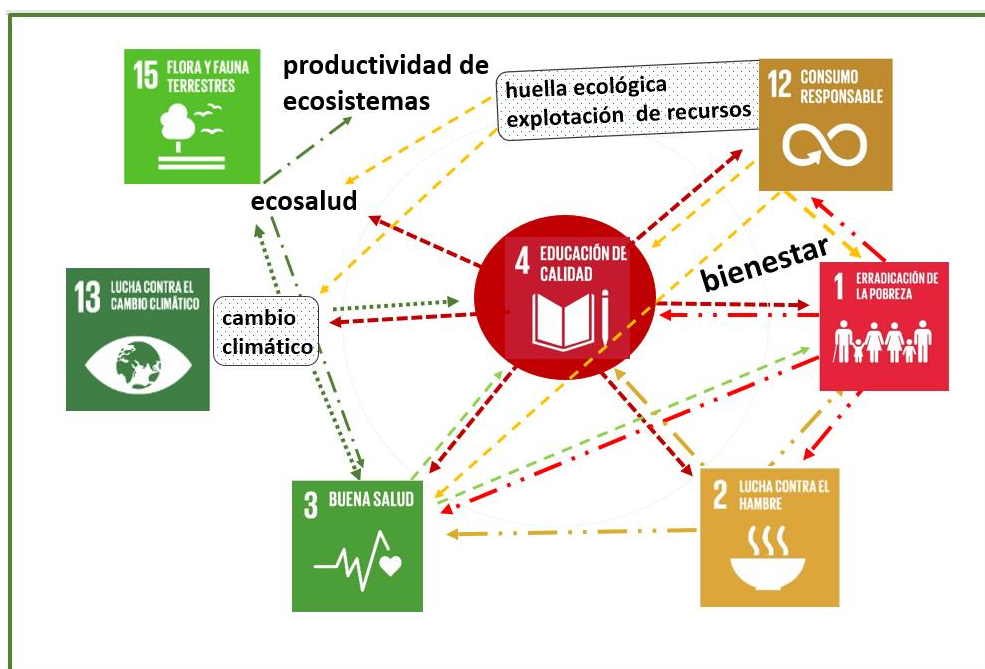 15 FLORA Y FAUNA
TERRESTRES
productividad de
ecosistemas
huella ecológica
explotación de recursos
12 CONSUMO
RESPONSABLE
ecosalud
4 EDUCACIÓN DE
CALIDAD
bienestar
1 ERRADICACIÓN DE
LA POBREZA
13 LUCHA CONTRA EL
CAMBIO CLIMÁTICO
cambio
climático
3 BUENA SALUD
2 LUCHA CONTRA EL
HAMBRE